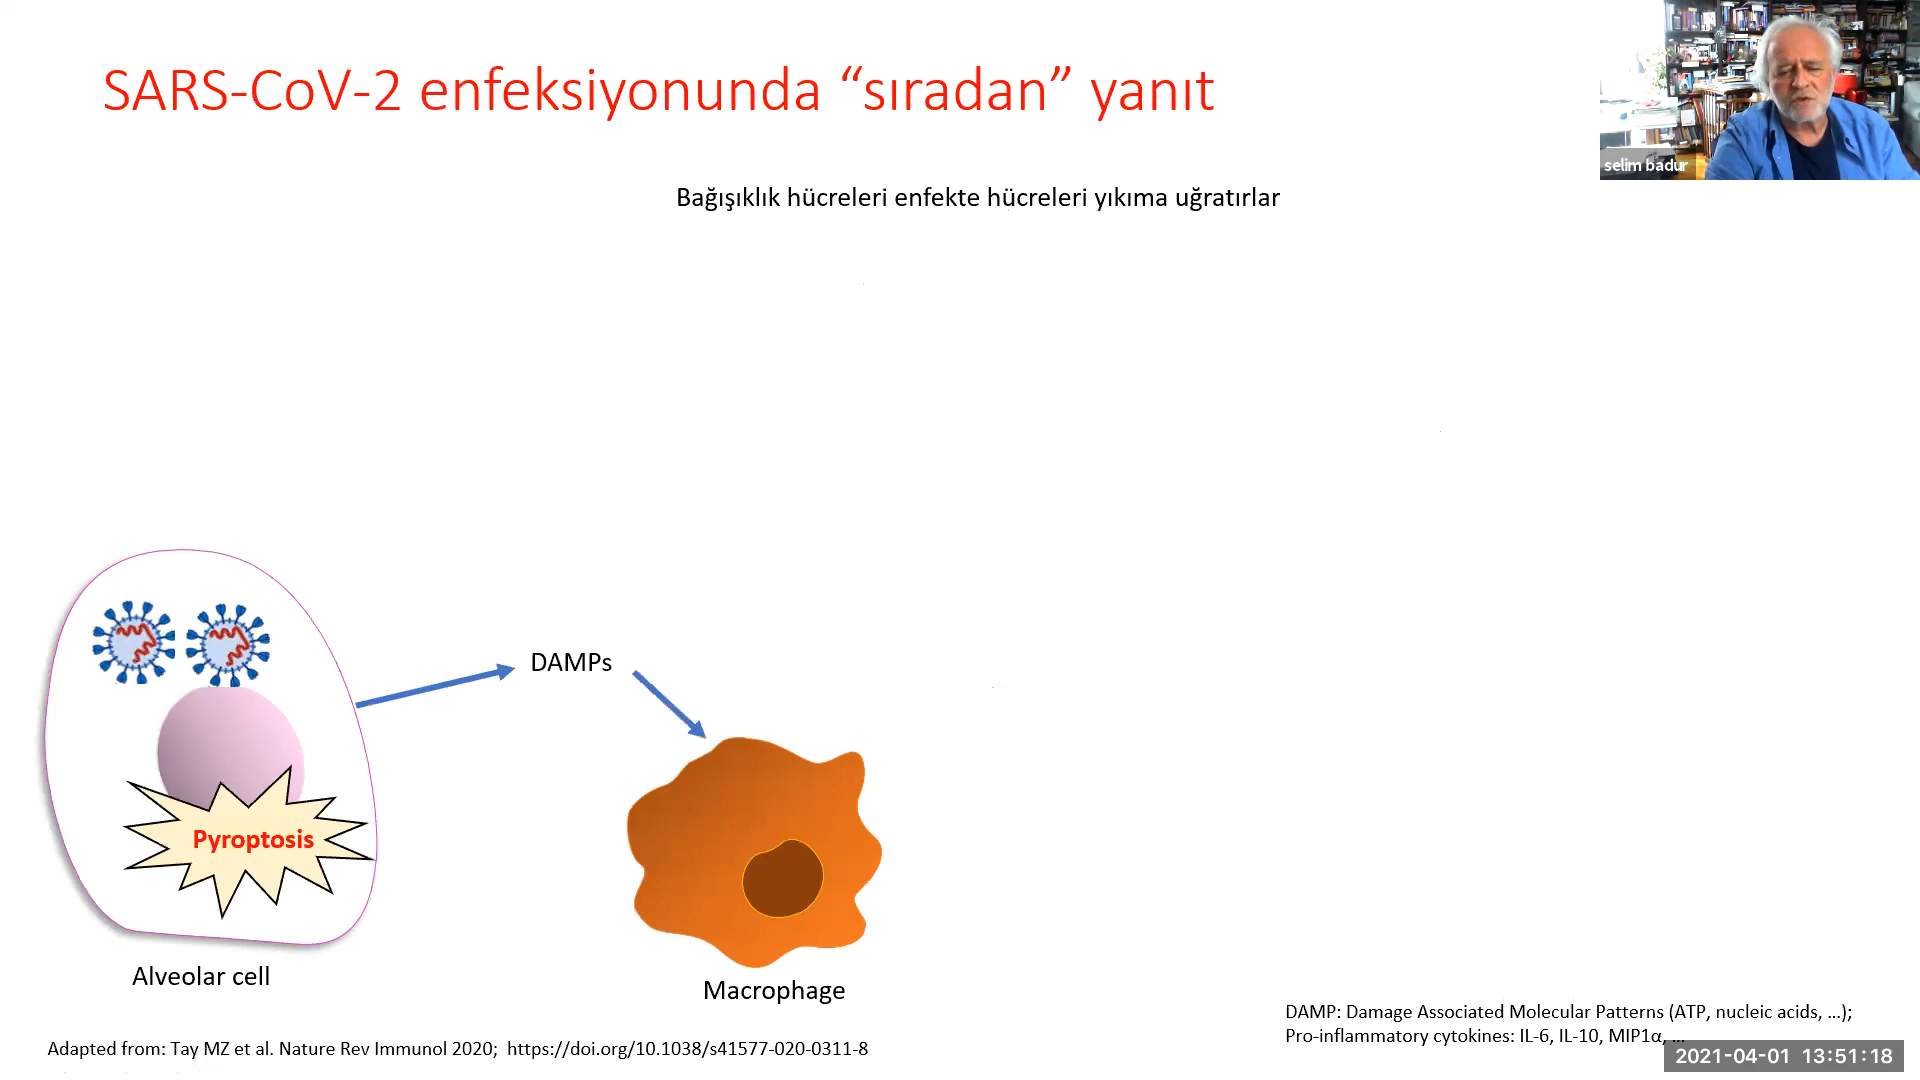 SARS-CoV-2 enfeksiyonunda “sıradan” yanıt
selim badur
Bağışıklık hücreleri enfekte hücreleri yıkıma uğratırlar
DAMPs
Pyroptosis
Alveolar cell
Macrophage
DAMP: Damage Associated Molecular Patterns (ATP, nucleic acids, ...);
Pro-inflammatory cytokines: IL-6, IL-10, MIP1α, ...
Adapted from: Tay MZ et al. Nature Rev Immunol 2020; https://doi.org/10.1038/s41577-020-0311-8
2021-04-01 13:51:18